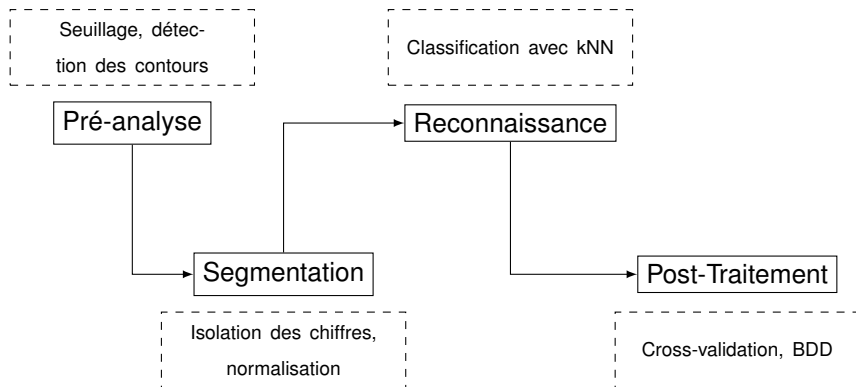 Seuillage, détec-
tion des contours
Pré-analyse
Classification avec kNN
Reconnaissance
Segmentation
Isolation des chiffres,
normalisation
Post-Traitement
Cross-validation, BDD